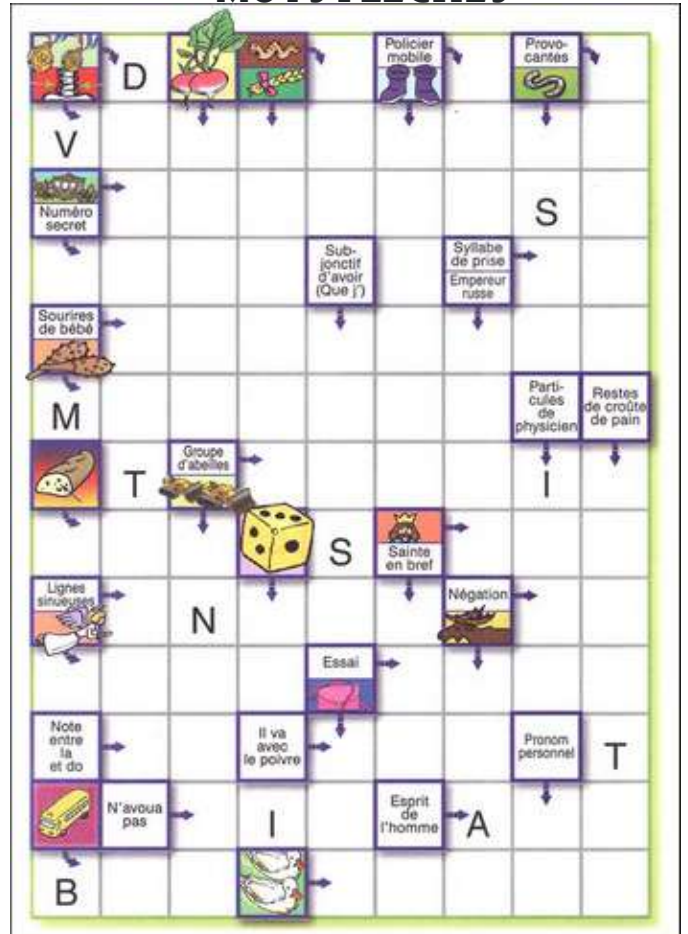 MOTS FLÉCHÉS
D
Policier
mobile
Provo-
cantes
V
Numéro
secret
S
Sub-
jonctif
d'avoir
(Que j')
Syllabe
de prise
Empereur
russe
Sourires
de bébé
M
Parti-
cules
de
physicien
Restes
de croûte
de pain
T
Groupe
d'abeilles
I
S
Sainte
en bref
Lignes
sinueuses
N
Négation
Essai
Note
entre
la
et do
Il va
avec
le poivre
Pronom
personnel
T
N'avoua
pas
I
Esprit
de
l'homme
A
B